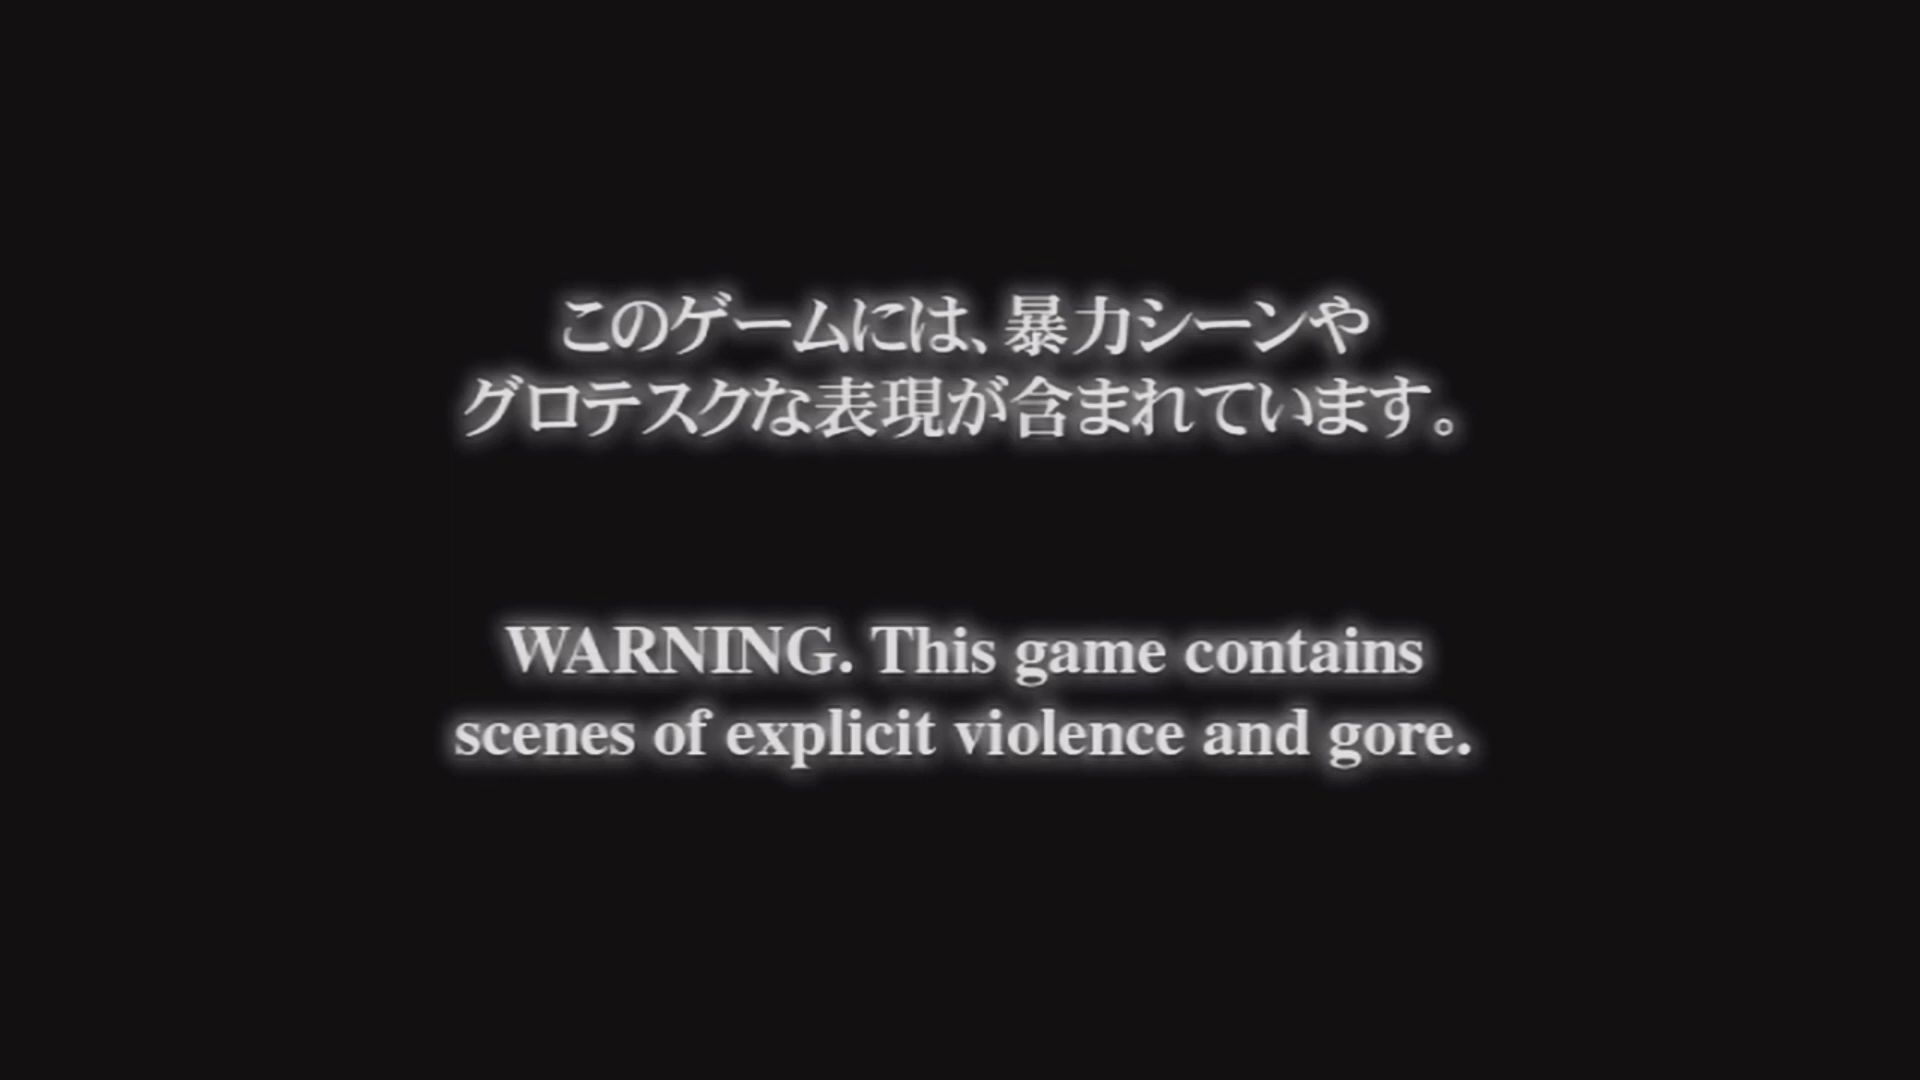 このゲームには、暴力シーンや
グロテスクな表現が含まれています。
WARNING. This game contains
scenes of explicit violence and gore.